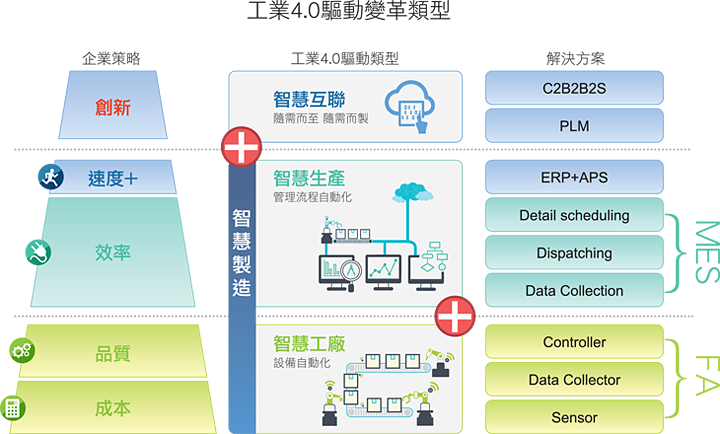 工業4.0驅動變革類型
企業策略
工業4.0驅動類型
解決方案
創新
智慧互聯
隨需而至 隨需而製
C2B2B2S
PLM
速度+
效率
智慧製造
智慧生產
管理流程自動化
ERP+APS
Detail scheduling
Dispatching
Data Collection
MES
品質
成本
智慧工廠
設備自動化
Controller
Data Collector
Sensor
FA